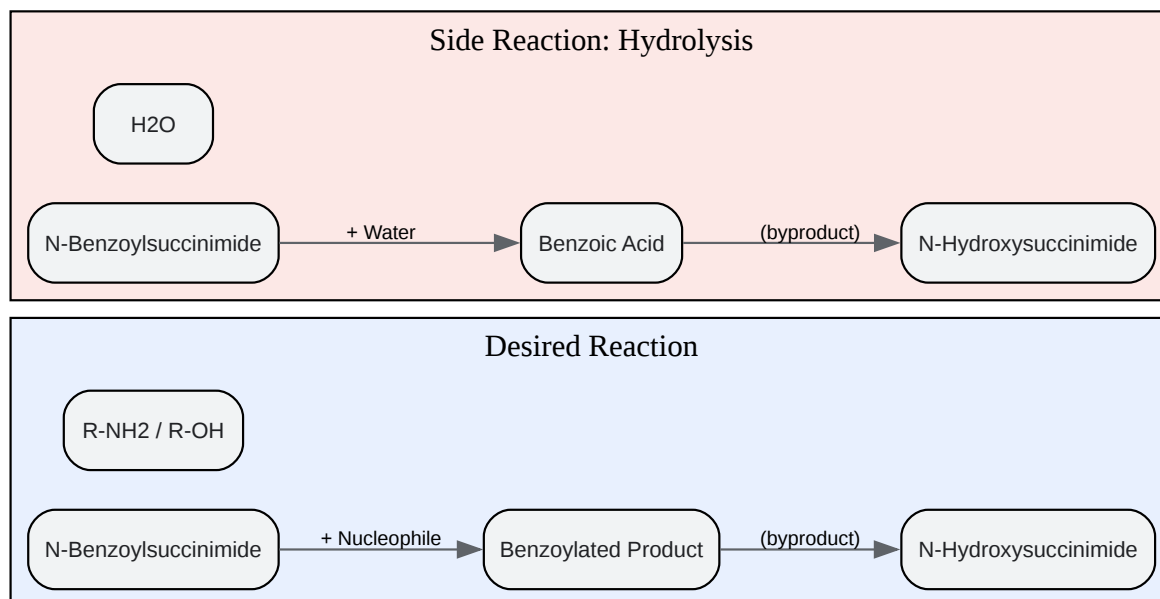 Side Reaction: Hydrolysis
H2O
N-Benzoylsuccinimide
+ Water
Benzoic Acid
(byproduct)
N-Hydroxysuccinimide
Desired Reaction
R-NH2 / R-OH
N-Benzoylsuccinimide
+ Nucleophile
Benzoylated Product
(byproduct)
N-Hydroxysuccinimide